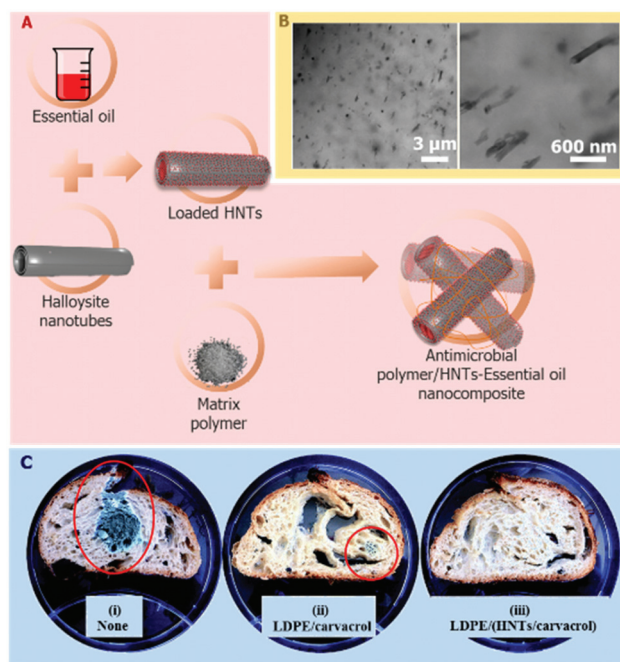 A
Essential oil
Loaded HNTs
Halloysite
nanotubes
Matrix
polymer
Antimicrobial
polymer/HNTs-Essential oil
nanocomposite
B
3 µm
600 nm
C
(i)
None
(ii)
LDPE/carvacrol
(iii)
LDPE/(HNTs/carvacrol)